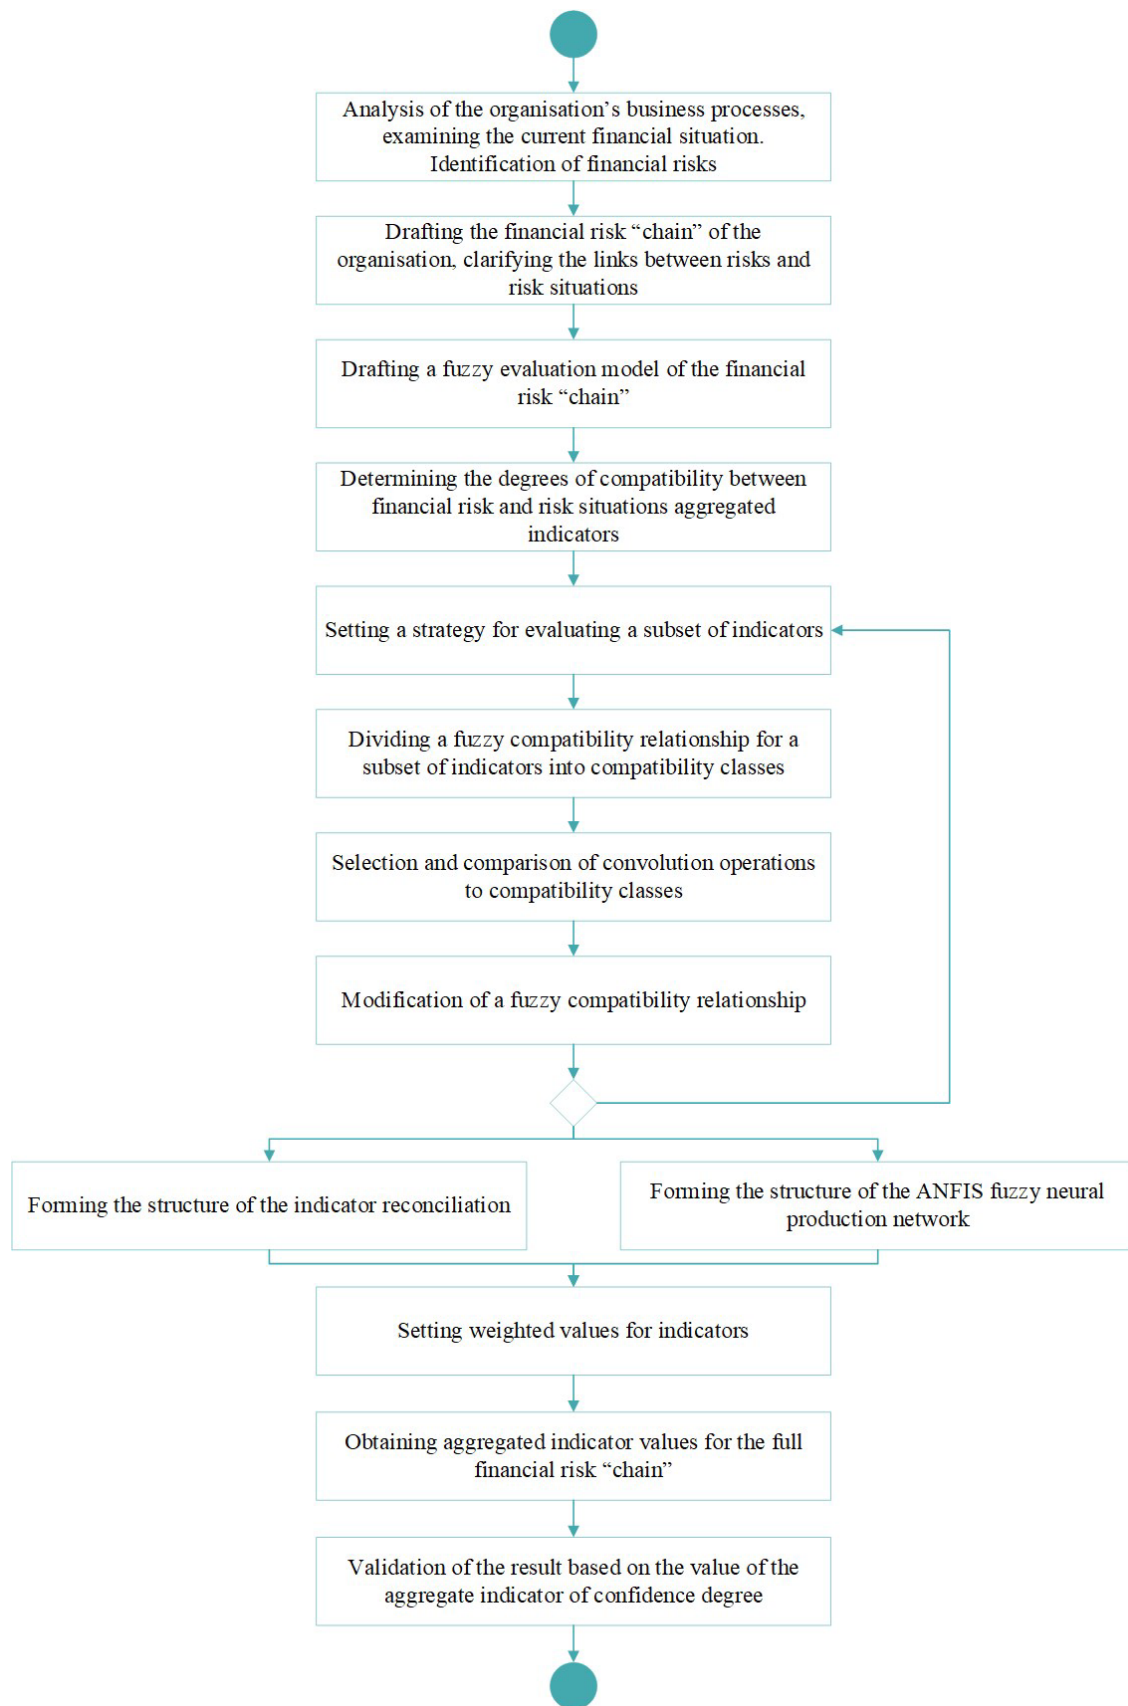 Analysis of the organisation’s business processes,
examining the current financial situation.
Identification of financial risks
Drafting the financial risk “chain” of the
organisation, clarifying the links between risks and
risk situations
Drafting a fuzzy evaluation model of the financial
risk “chain”
Determining the degrees of compatibility between
financial risk and risk situations aggregated
indicators
Setting a strategy for evaluating a subset of indicators
Dividing a fuzzy compatibility relationship for a
subset of indicators into compatibility classes
Selection and comparison of convolution operations
to compatibility classes
Modification of a fuzzy compatibility relationship
Forming the structure of the indicator reconciliation
Forming the structure of the ANFIS fuzzy neural
production network
Setting weighted values for indicators
Obtaining aggregated indicator values for the full
financial risk “chain”
Validation of the result based on the value of the
aggregate indicator of confidence degree